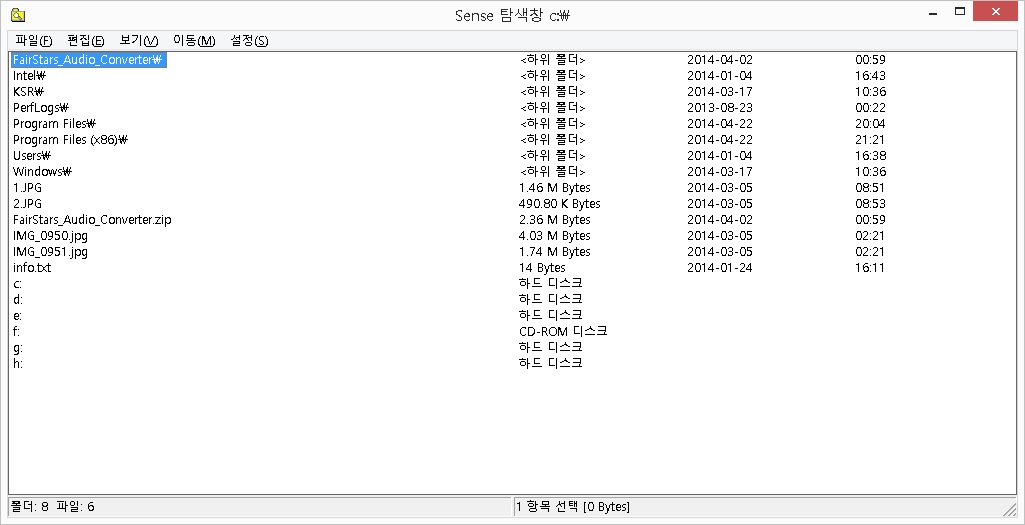 Sense 탐색창 c:₩
파일(F) 편집(E) 보기(V) 이동(M) 설정(S)
FairStars_Audio_Converter₩ <하위 폴더> 2014-04-02 00:59
Intel₩ <하위 폴더> 2014-01-04 16:43
KSR₩ <하위 폴더> 2014-03-17 10:36
PerfLogs₩ <하위 폴더> 2013-08-23 00:22
Program Files₩ <하위 폴더> 2014-04-22 20:04
Program Files (x86)₩ <하위 폴더> 2014-04-22 21:21
Users₩ <하위 폴더> 2014-01-04 16:38
Windows₩ <하위 폴더> 2014-03-17 10:36
1.JPG 1.46 M Bytes 2014-03-05 08:51
2.JPG 490.80 K Bytes 2014-03-05 08:53
FairStars_Audio_Converter.zip 2.36 M Bytes 2014-04-02 00:59
IMG_0950.jpg 4.03 M Bytes 2014-03-05 02:21
IMG_0951.jpg 1.74 M Bytes 2014-03-05 02:21
info.txt 14 Bytes 2014-01-24 16:11
c: 하드 디스크
d: 하드 디스크
e: 하드 디스크
f: CD-ROM 디스크
g: 하드 디스크
h: 하드 디스크
폴더: 8 파일: 6 1 항목 선택 [0 Bytes]